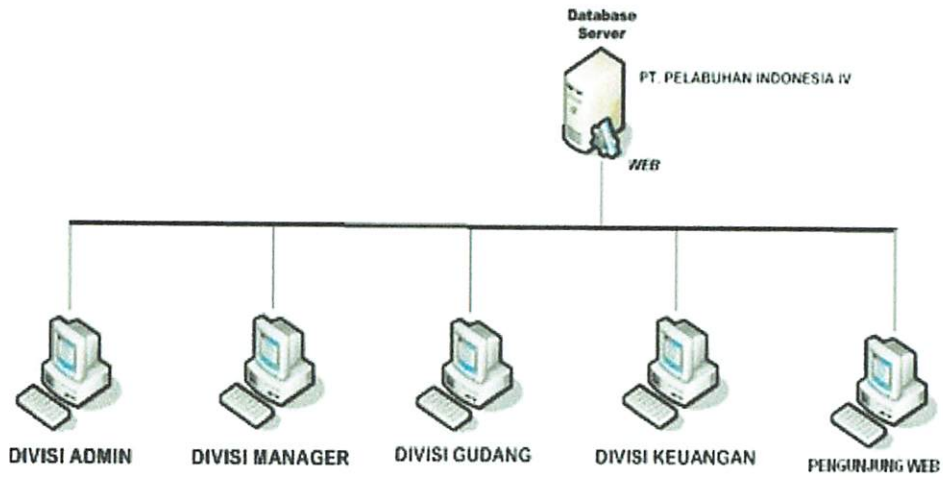 Database
Server
PT. PELABUHAN INDONESIA IV
WEB
DIVISI ADMIN
DIVISI MANAGER
DIVISI GUDANG
DIVISI KEUANGAN
PENGUNJUNG WEB